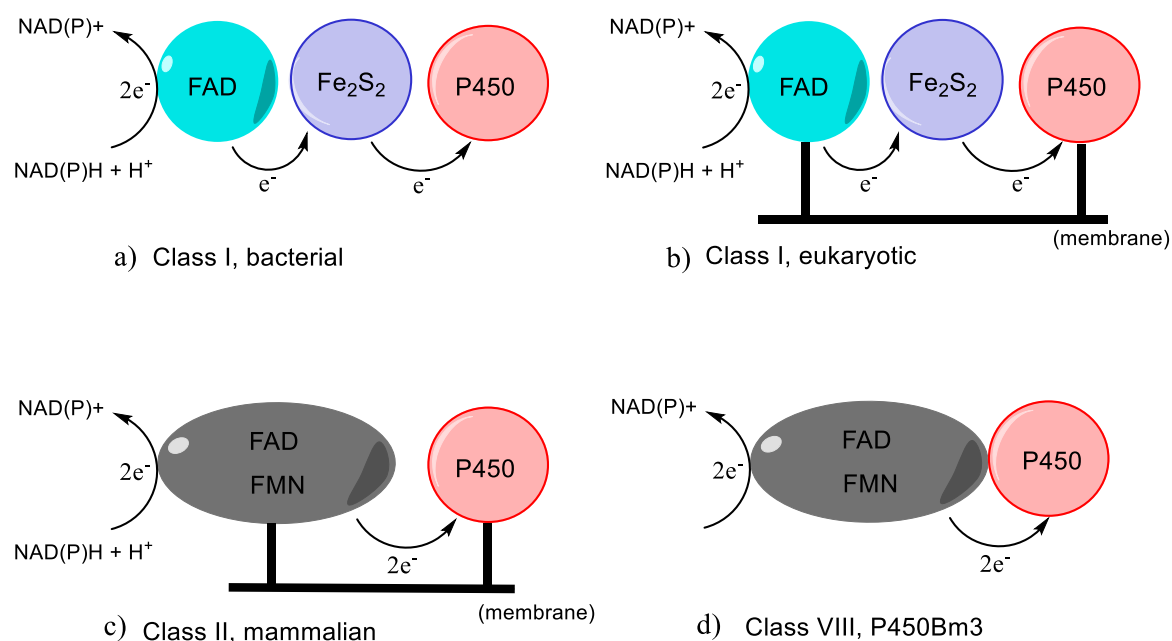 NAD(P)+
2e-
NAD(P)H + H+
FAD
Fe2S2
P450
e-
e-
a) Class I, bacterial
NAD(P)+
2e-
NAD(P)H + H+
FAD
Fe2S2
P450
e-
e-
(membrane)
b) Class I, eukaryotic
NAD(P)+
2e-
NAD(P)H + H+
FAD
FMN
P450
2e-
(membrane)
c) Class II, mammalian
NAD(P)+
2e-
NAD(P)H + H+
FAD
FMN
P450
2e-
d) Class VIII, P450Bm3